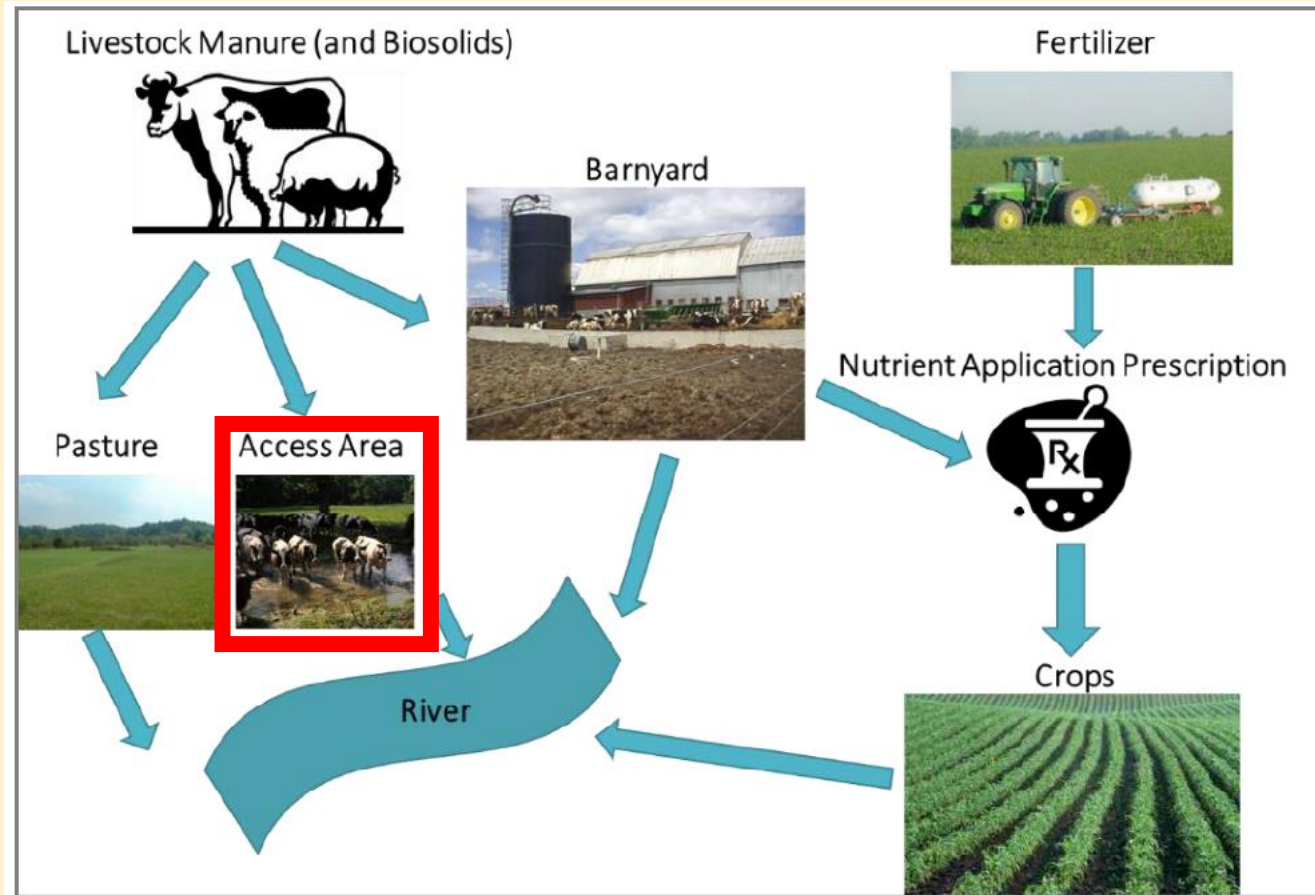 Livestock Manure (and Biosolids)
Fertilizer
Barnyard
Nutrient Application Prescription
Rx
Pasture
Access Area
Crops
River